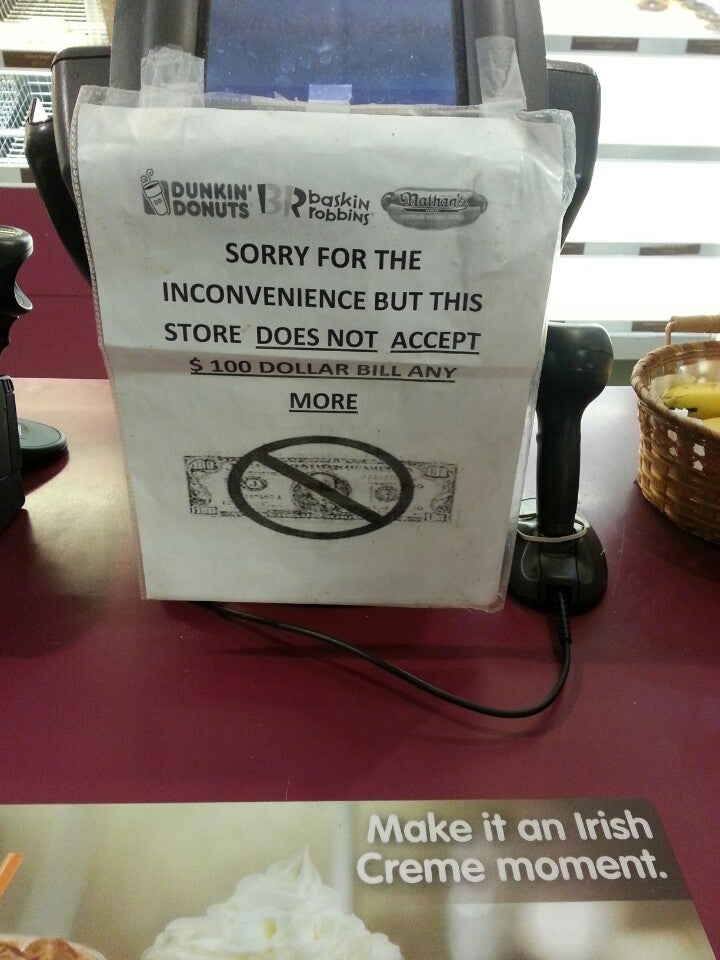 DUNKIN' DONUTS BR baskin robbins Nathan's
SORRY FOR THE
INCONVENIENCE BUT THIS
STORE DOES NOT ACCEPT
$ 100 DOLLAR BILL ANY
MORE
Make it an Irish
Creme moment.